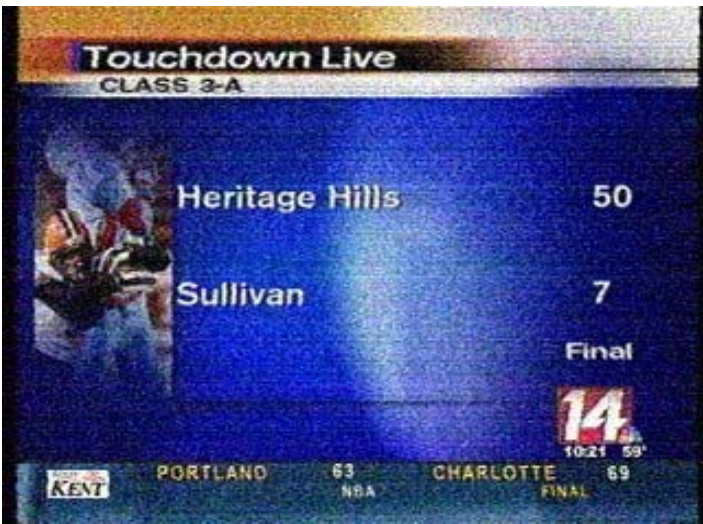 Touchdown Live
CLASS 3-A
Heritage Hills 50
Sullivan 7
Final
14
10:21 59°
KENT
PORTLAND 63 CHARLOTTE 69
NBA FINAL